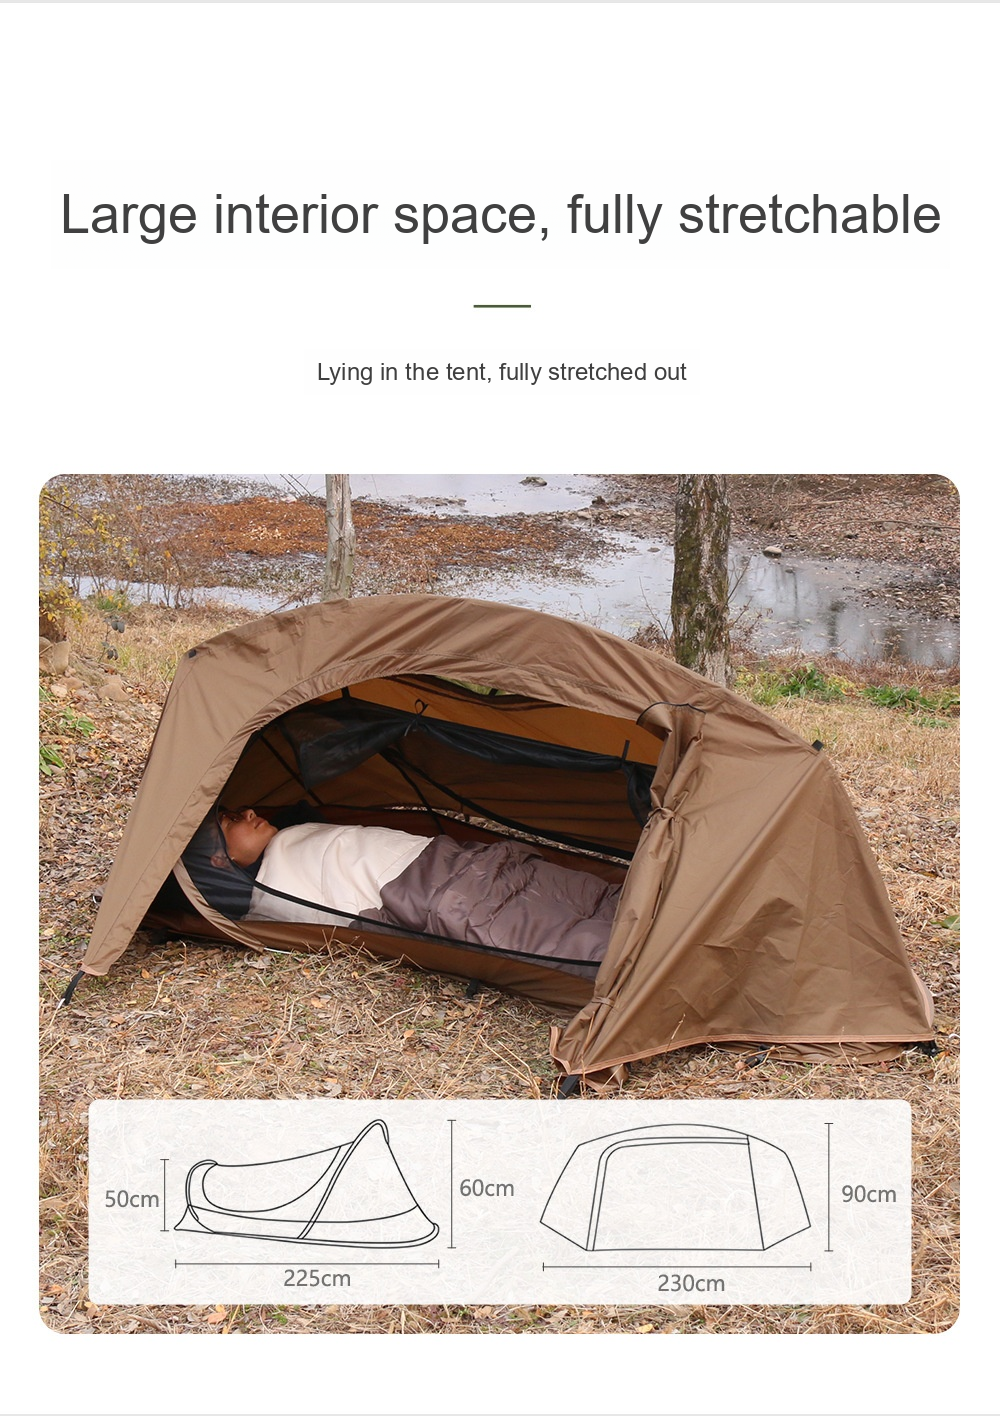 Large interior space, fully stretchable
Lying in the tent, fully stretched out
50cm
60cm
225cm
90cm
230cm